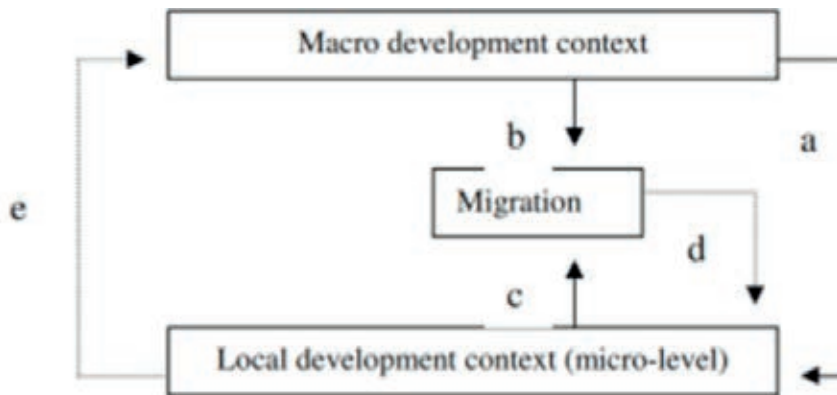 Macro development context
b
a
Migration
e
d
c
Local development context (micro-level)